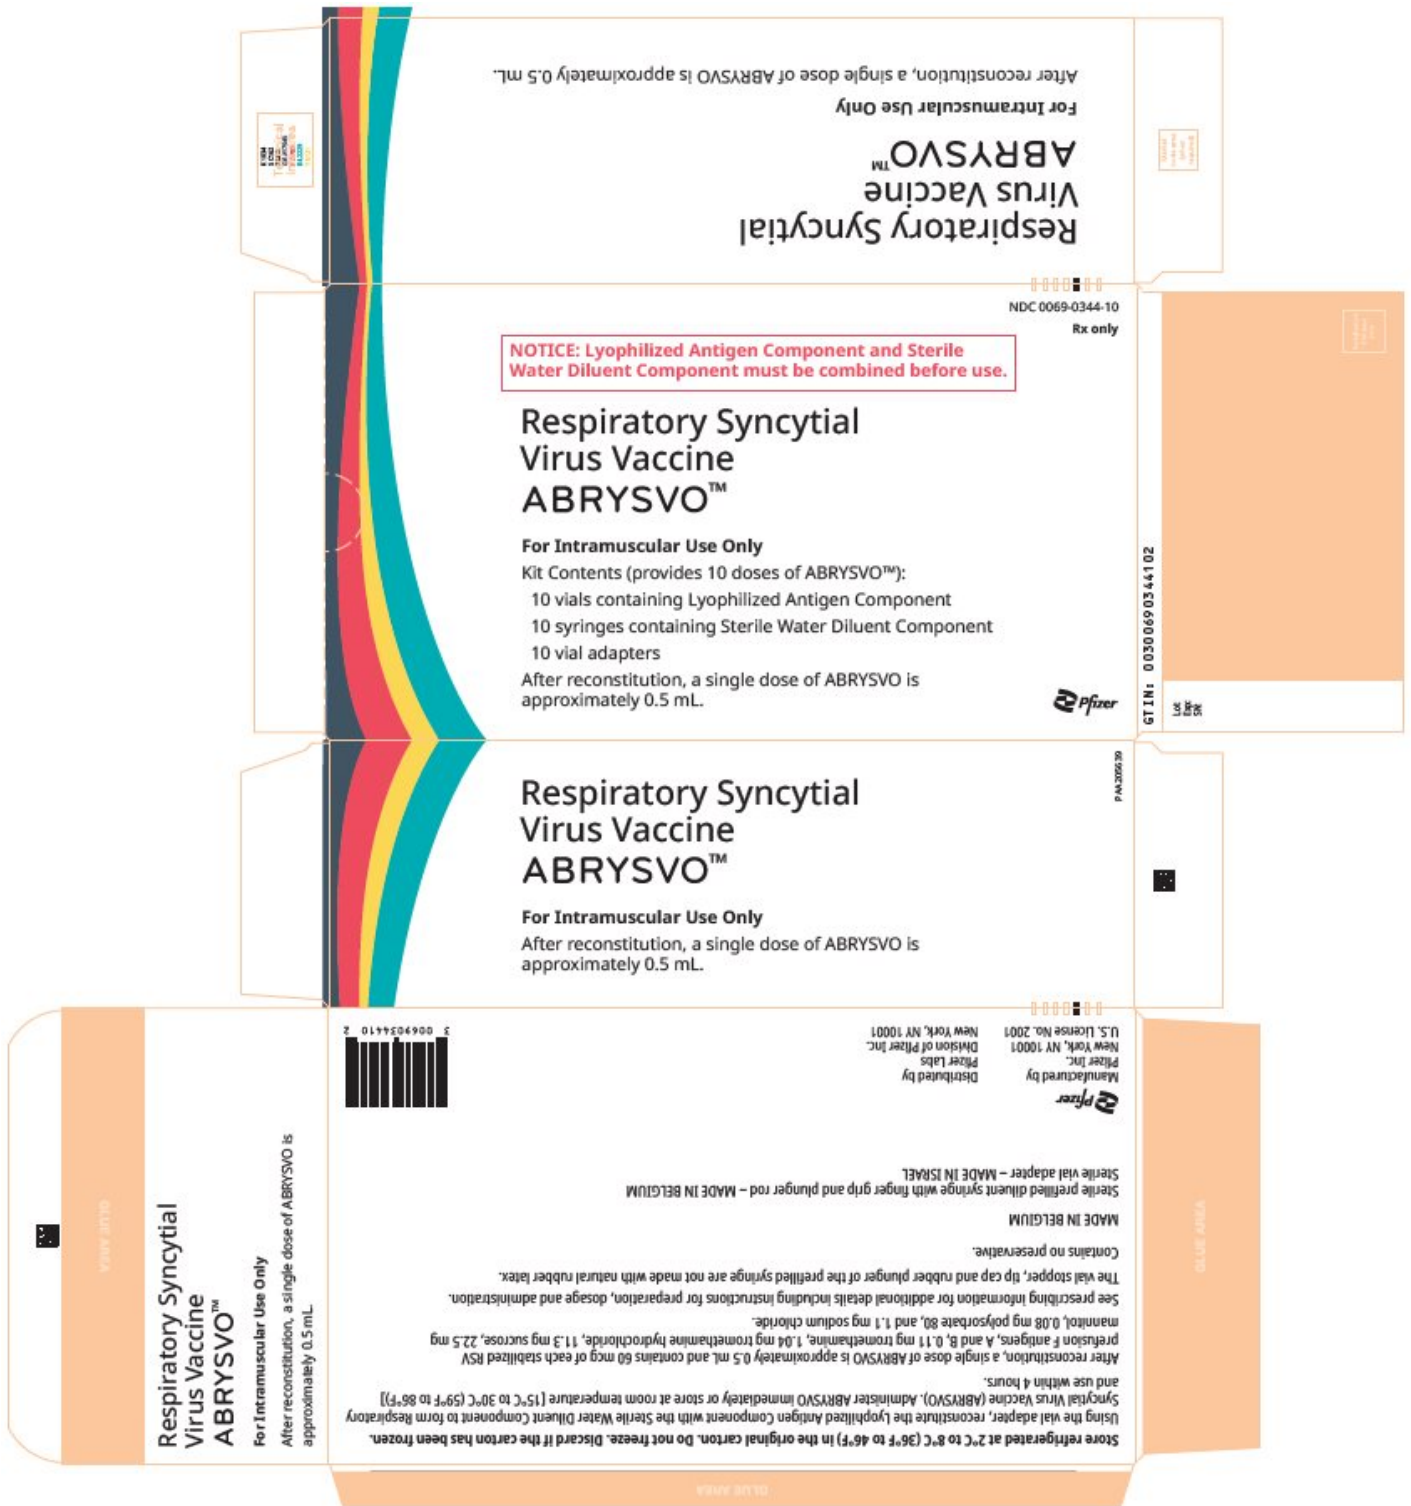 After reconstitution, a single dose of ABRYSVO is approximately 0.5 mL.
For Intramuscular Use Only
ABRYSVO™
Virus Vaccine
Respiratory Syncytial
NDC 0069-0344-10
Rx only
NOTICE: Lyophilized Antigen Component and Sterile
Water Diluent Component must be combined before use.
Respiratory Syncytial
Virus Vaccine
ABRYSVO™
For Intramuscular Use Only
Kit Contents (provides 10 doses of ABRYSVO™):
10 vials containing Lyophilized Antigen Component
10 syringes containing Sterile Water Diluent Component
10 vial adapters
After reconstitution, a single dose of ABRYSVO is
approximately 0.5 mL.
Pfizer
GTIN: 00300690344102
Lot
Exp:
SN:
Respiratory Syncytial
Virus Vaccine
ABRYSVO™
For Intramuscular Use Only
After reconstitution, a single dose of ABRYSVO is
approximately 0.5 mL.
PAA205639
Store refrigerated at 2°C to 8°C (36°F to 46°F) in the original carton. Do not freeze. Discard if the carton has been frozen.
Using the vial adapter, reconstitute the Lyophilized Antigen Component with the Sterile Water Diluent Component to form Respiratory
Syncytial Virus Vaccine (ABRYSVO). Administer ABRYSVO immediately or store at room temperature [15°C to 30°C (59°F to 86°F)]
and use within 4 hours.
After reconstitution, a single dose of ABRYSVO is approximately 0.5 mL and contains 60 mcg of each stabilized RSV
prefusion F antigens, A and B, 0.11 mg tromethamine, 1.04 mg tromethamine hydrochloride, 11.3 mg sucrose, 22.5 mg
mannitol, 0.08 mg polysorbate 80, and 1.1 mg sodium chloride.
See prescribing information for additional details including instructions for preparation, dosage and administration.
The vial stopper, tip cap and rubber plunger of the prefilled syringe are not made with natural rubber latex.
Contains no preservative.
MADE IN BELGIUM
Sterile prefilled diluent syringe with finger grip and plunger rod – MADE IN BELGIUM
Sterile vial adapter – MADE IN ISRAEL
Pfizer
Manufactured by
Pfizer Inc.
New York, NY 10001
U.S. License No. 2001
Distributed by
Pfizer Labs
Division of Pfizer Inc.
New York, NY 10001
3 0069034410 2
Respiratory Syncytial
Virus Vaccine
ABRYSVO™
For Intramuscular Use Only
After reconstitution, a single dose of ABRYSVO is
approximately 0.5 mL.
GLUE AREA
GLUE AREA
GLUE AREA